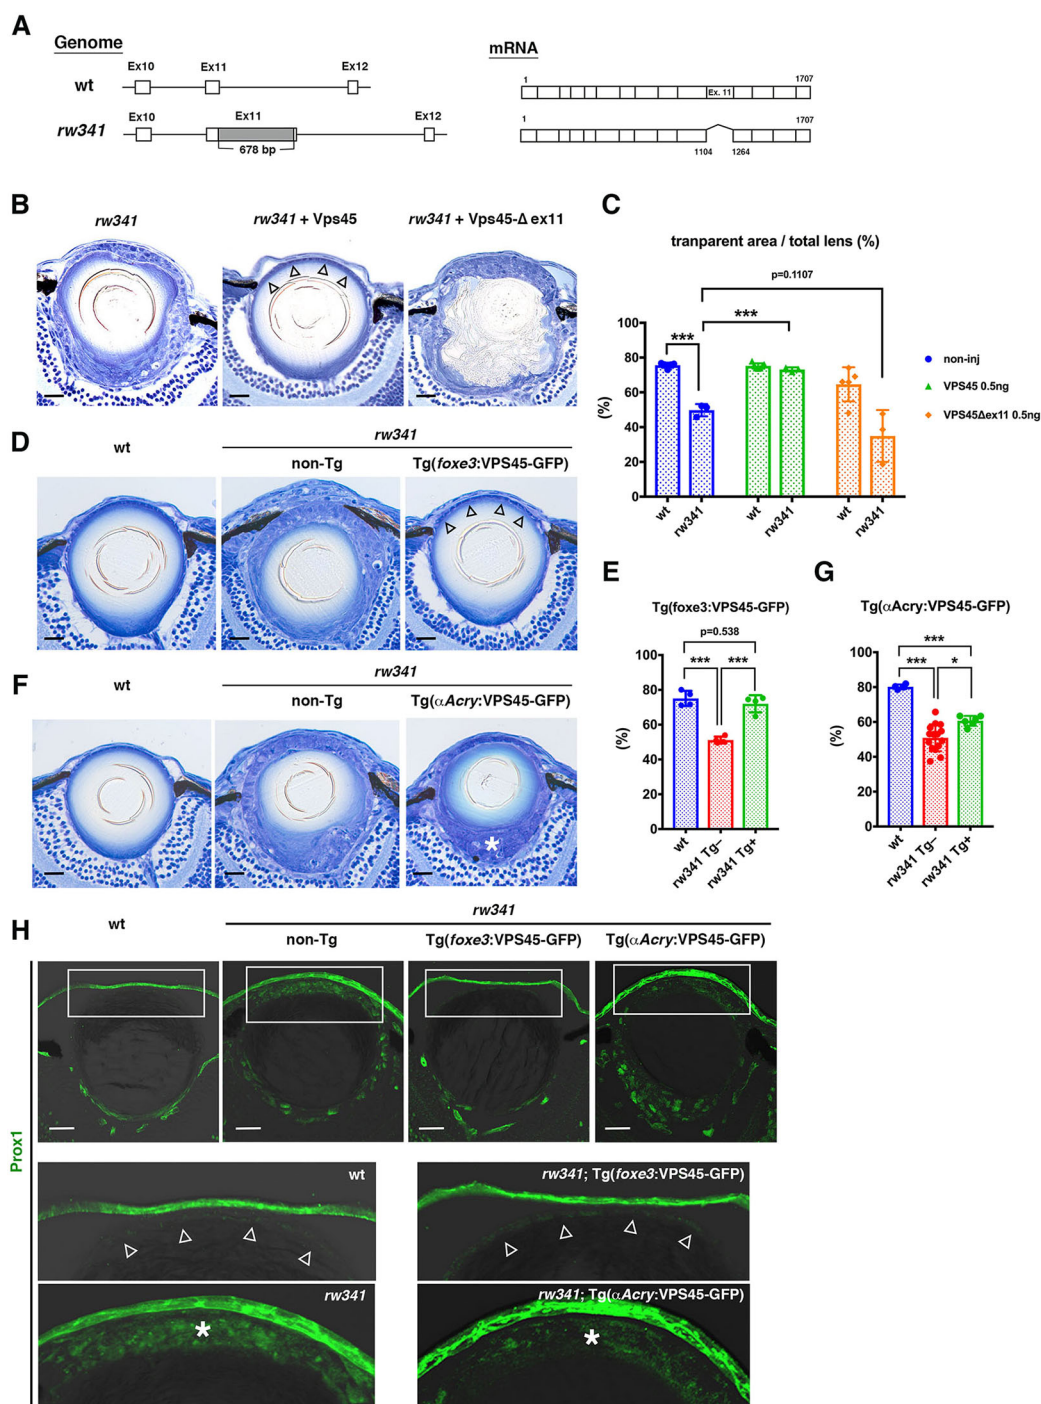 A
Genome
mRNA
wt
Ex10
Ex11
Ex12
1
1707
Ex. 11
rw341
Ex10
Ex11
Ex12
678 bp
1
1707
1104
1264
B
rw341
rw341 + Vps45
rw341 + Vps45-Δ ex11
C
tranparent area / total lens (%)
p=0.1107
***
***
100
80
60
40
20
0
(%)
wt
rw341
wt
rw341
wt
rw341
non-inj
VPS45 0.5ng
VPS45Δex11 0.5ng
D
wt
rw341
non-Tg
Tg(foxe3:VPS45-GFP)
E
Tg(foxe3:VPS45-GFP)
p=0.538
***
***
100
80
60
40
20
0
(%)
wt
rw341 Tg–
rw341 Tg+
G
Tg(αAcry:VPS45-GFP)
***
***
*
100
80
60
40
20
0
(%)
wt
rw341 Tg–
rw341 Tg+
F
wt
rw341
non-Tg
Tg(αAcry:VPS45-GFP)
*
H
wt
rw341
non-Tg
Tg(foxe3:VPS45-GFP)
Tg(αAcry:VPS45-GFP)
Prox1
wt
rw341; Tg(foxe3:VPS45-GFP)
rw341
*
rw341; Tg(αAcry:VPS45-GFP)
*